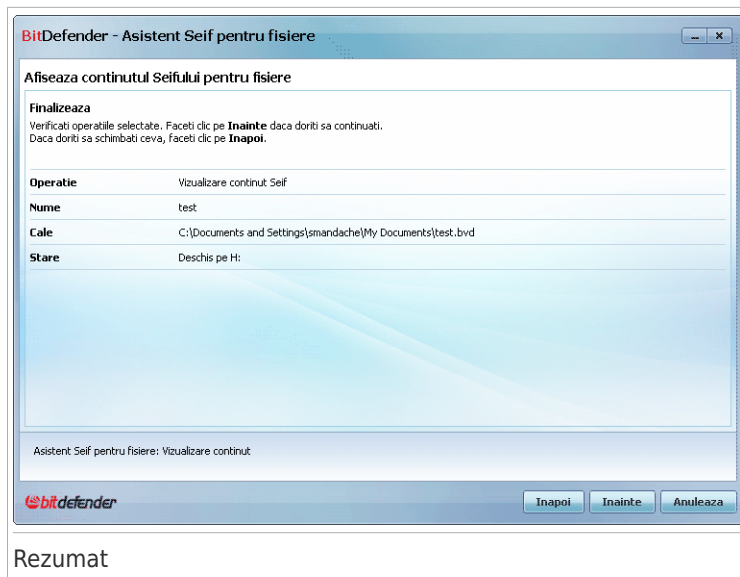 BitDefender - Asistent Seif pentru fisiere
Afiseaza continutul Seifului pentru fisiere
Finalizeaza
Verificati operatiile selectate. Faceti clic pe Inainte daca doriti sa continuati.
Daca doriti sa schimbati ceva, faceti clic pe Inapoi.
Operatie Vizualizare continut Seif
Nume test
Cale C:\Documents and Settings\smandache\My Documents\test.bvd
Stare Deschis pe H:
Asistent Seif pentru fisiere: Vizualizare continut
bitdefender Inapoi Inainte Anuleaza
Rezumat